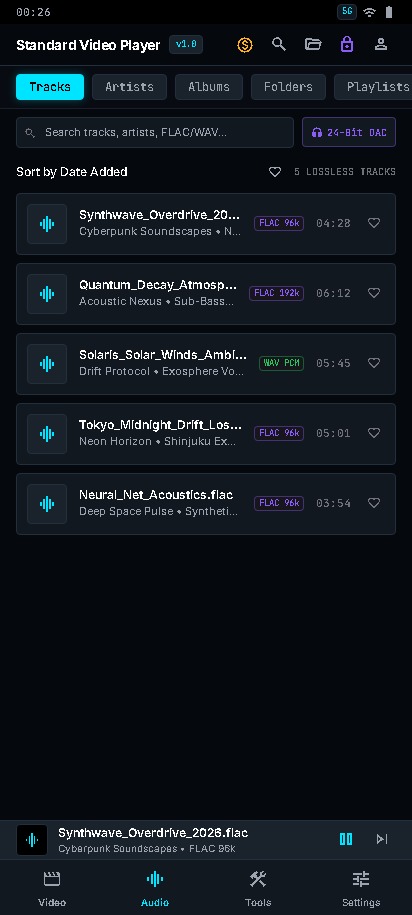 00:26
5G
Standard Video Player v1.0
Tracks Artists Albums Folders Playlists
Search tracks, artists, FLAC/WAV...
24-Bit DAC
Sort by Date Added
5 LOSSLESS TRACKS
Synthwave_Overdrive_20...
Cyberpunk Soundscapes • N...
FLAC 96k 04:28
Quantum_Decay_Atmosp...
Acoustic Nexus • Sub-Bass...
FLAC 192k 06:12
Solaris_Solar_Winds_Ambi...
Drift Protocol • Exosphere Vo...
WAV PCM 05:45
Tokyo_Midnight_Drift_Los...
Neon Horizon • Shinjuku Ex...
FLAC 96k 05:01
Neural_Net_Acoustics.flac
Deep Space Pulse • Syntheti...
FLAC 96k 03:54
Synthwave_Overdrive_2026.flac
Cyberpunk Soundscapes • FLAC 96k
Video Audio Tools Settings